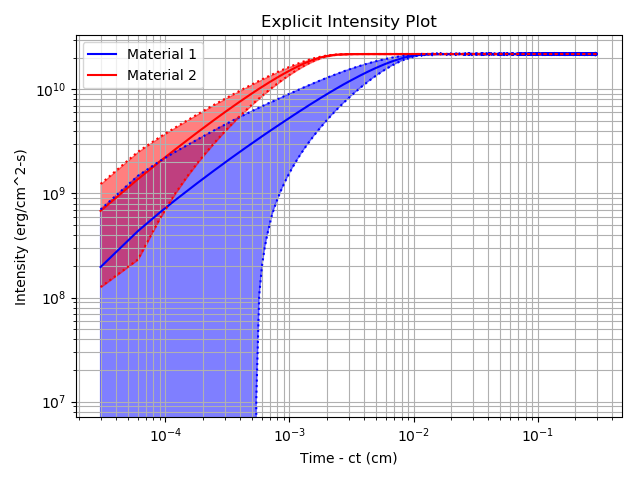 Explicit Intensity Plot
Material 1
Material 2
Intensity (erg/cm^2-s)
10^10
10^9
10^8
10^7
10^-4
10^-3
10^-2
10^-1
Time - ct (cm)